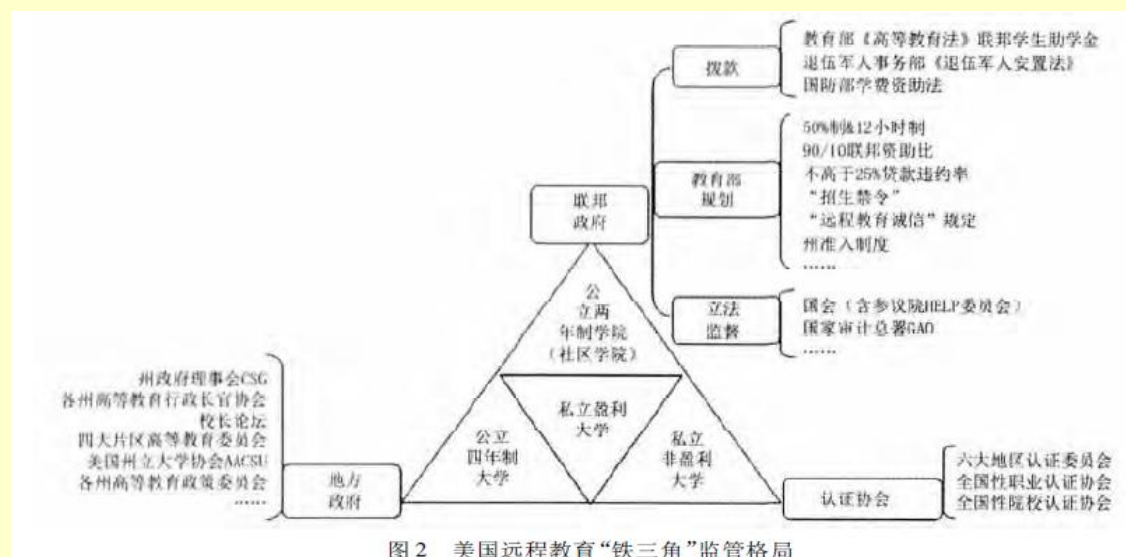 教育部《高等教育法》联邦学生助学金
退伍军人事务部《退伍军人安置法》
国防部学费资助法
拨款
50%制&12小时制
90/10联邦资助比
不高于25%贷款违约率
“招生禁令”
“远程教育诚信”规定
州准入制度
……
教育部
规划
联邦
政府
国会（含参议院HELP委员会）
国家审计总署GAO
……
立法
监督
公
立两
年制学院
（社区学院）
私立盈利
大学
公立
四年制
大学
私立
非盈利
大学
州政府理事会CSG
各州高等教育行政长官协会
校长论坛
四大片区高等教育委员会
美国州立大学协会AACSU
各州高等教育政策委员会
……
地方
政府
认证协会
六大地区认证委员会
全国性职业认证协会
全国性院校认证协会
图2 美国远程教育“铁三角”监管格局